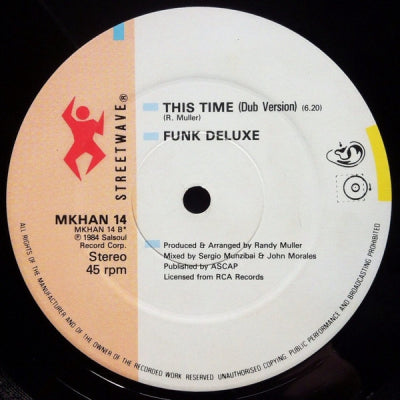 STREETWAVE®
THIS TIME (Dub Version) (6.20)
(R. Muller)
FUNK DELUXE
MKHAN 14
MKHAN 14 B*
℗ 1984 Salsoul
Record Corp.
Stereo
45 rpm
Produced & Arranged by Randy Muller
Mixed by Sergio Munzibai & John Morales
Published by ASCAP
Licensed from RCA Records
ALL RIGHTS OF THE MANUFACTURER AND OF THE OWNER OF THE RECORDED WORK RESERVED UNAUTHORISED COPYING, PUBLIC PERFORMANCE AND BROADCASTING PROHIBITED